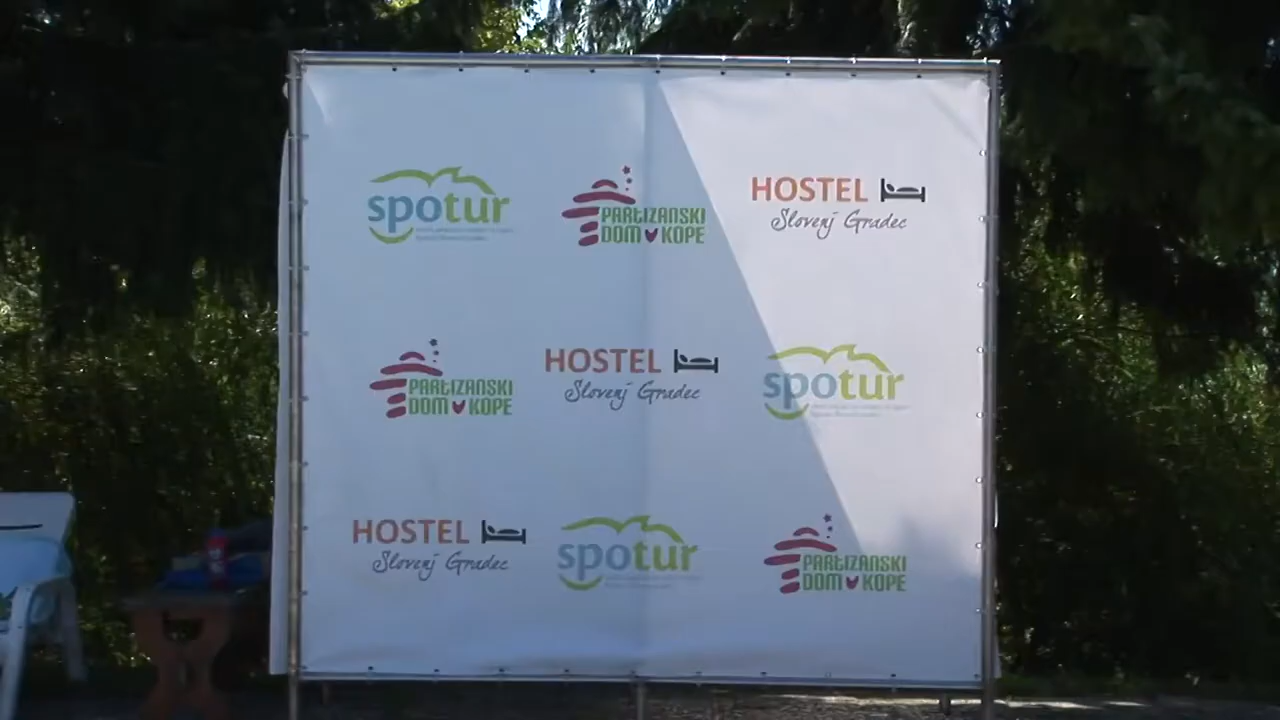 spotur
PARTIZANSKI
DOM KOPE
HOSTEL
Slovenj Gradec
PARTIZANSKI
DOM KOPE
HOSTEL
Slovenj Gradec
spotur
HOSTEL
Slovenj Gradec
spotur
PARTIZANSKI
DOM KOPE